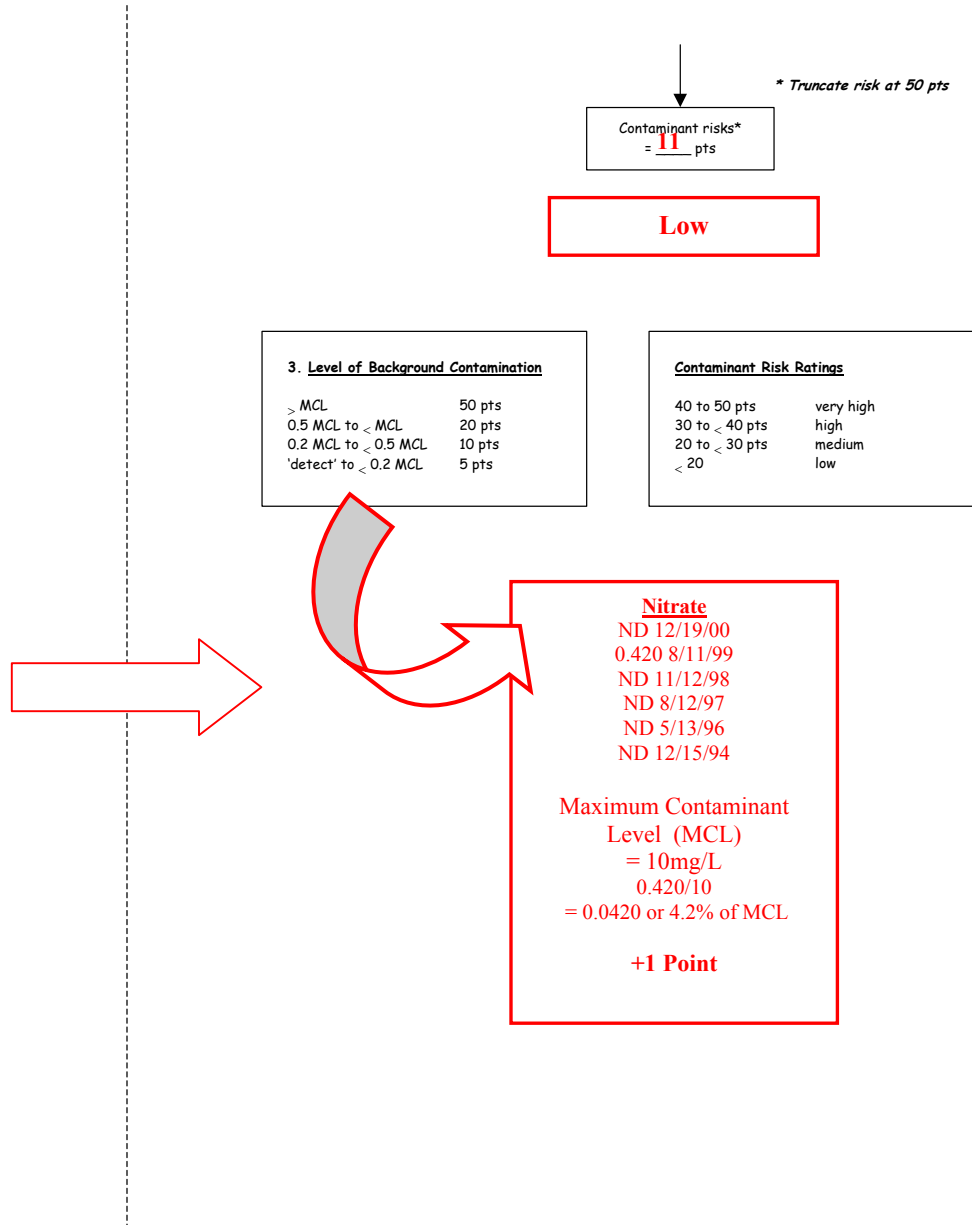 * Truncate risk at 50 pts
Contaminant risks*
= 11 pts
Low
3. Level of Background Contamination
> MCL 50 pts
0.5 MCL to < MCL 20 pts
0.2 MCL to < 0.5 MCL 10 pts
‘detect’ to < 0.2 MCL 5 pts
Contaminant Risk Ratings
40 to 50 pts very high
30 to < 40 pts high
20 to < 30 pts medium
< 20 low
Nitrate
ND 12/19/00
0.420 8/11/99
ND 11/12/98
ND 8/12/97
ND 5/13/96
ND 12/15/94
Maximum Contaminant
Level (MCL)
= 10mg/L
0.420/10
= 0.0420 or 4.2% of MCL
+1 Point